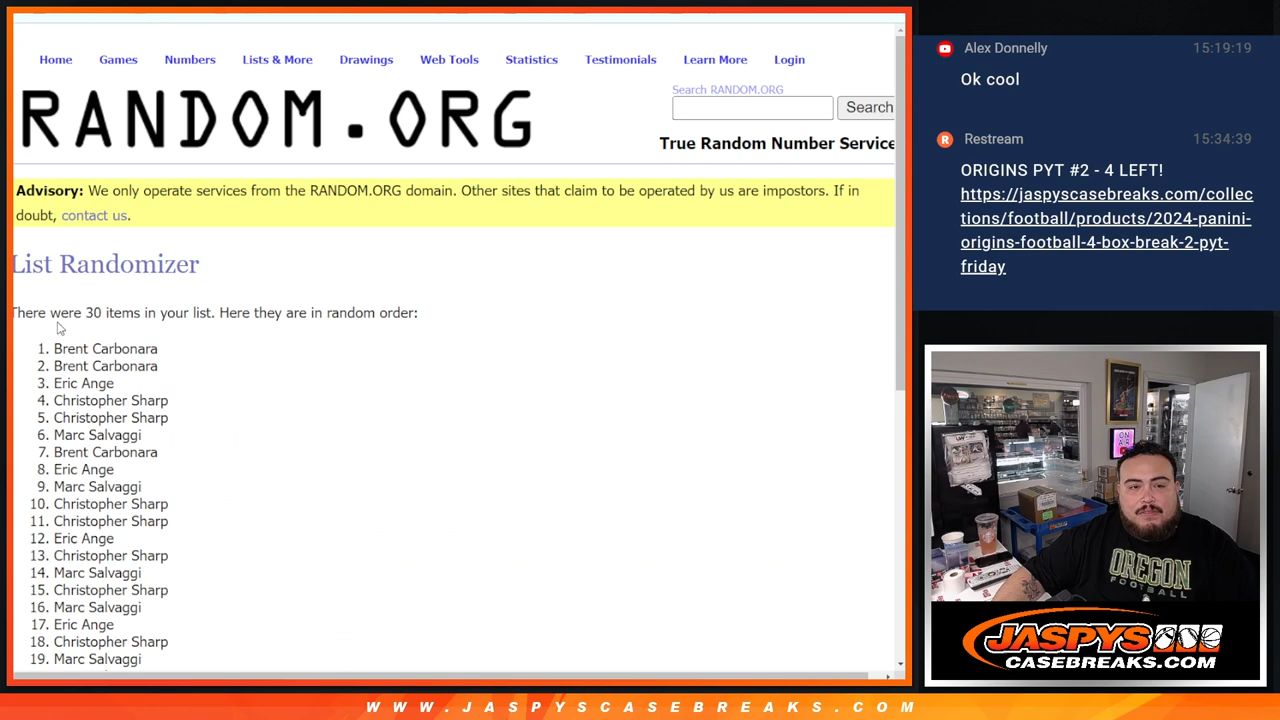 Home Games Numbers Lists & More Drawings Web Tools Statistics Testimonials Learn More Login
RANDOM.ORG
Search RANDOM.ORG
Search
True Random Number Service
Advisory: We only operate services from the RANDOM.ORG domain. Other sites that claim to be operated by us are impostors. If in
doubt, contact us.
List Randomizer
There were 30 items in your list. Here they are in random order:
1. Brent Carbonara
2. Brent Carbonara
3. Eric Ange
4. Christopher Sharp
5. Christopher Sharp
6. Marc Salvaggi
7. Brent Carbonara
8. Eric Ange
9. Marc Salvaggi
10. Christopher Sharp
11. Christopher Sharp
12. Eric Ange
13. Christopher Sharp
14. Marc Salvaggi
15. Christopher Sharp
16. Marc Salvaggi
17. Eric Ange
18. Christopher Sharp
19. Marc Salvaggi
Alex Donnelly 15:19:19
Ok cool
Restream 15:34:39
ORIGINS PYT #2 - 4 LEFT!
https://jaspyscasebreaks.com/collec
tions/football/products/2024-panini-
origins-football-4-box-break-2-pyt-
friday
ON
AIR
OREGON
FOOTBALL
JASPYS
CASEBREAKS.COM
WWW.JASPYSCASEBREAKS.COM